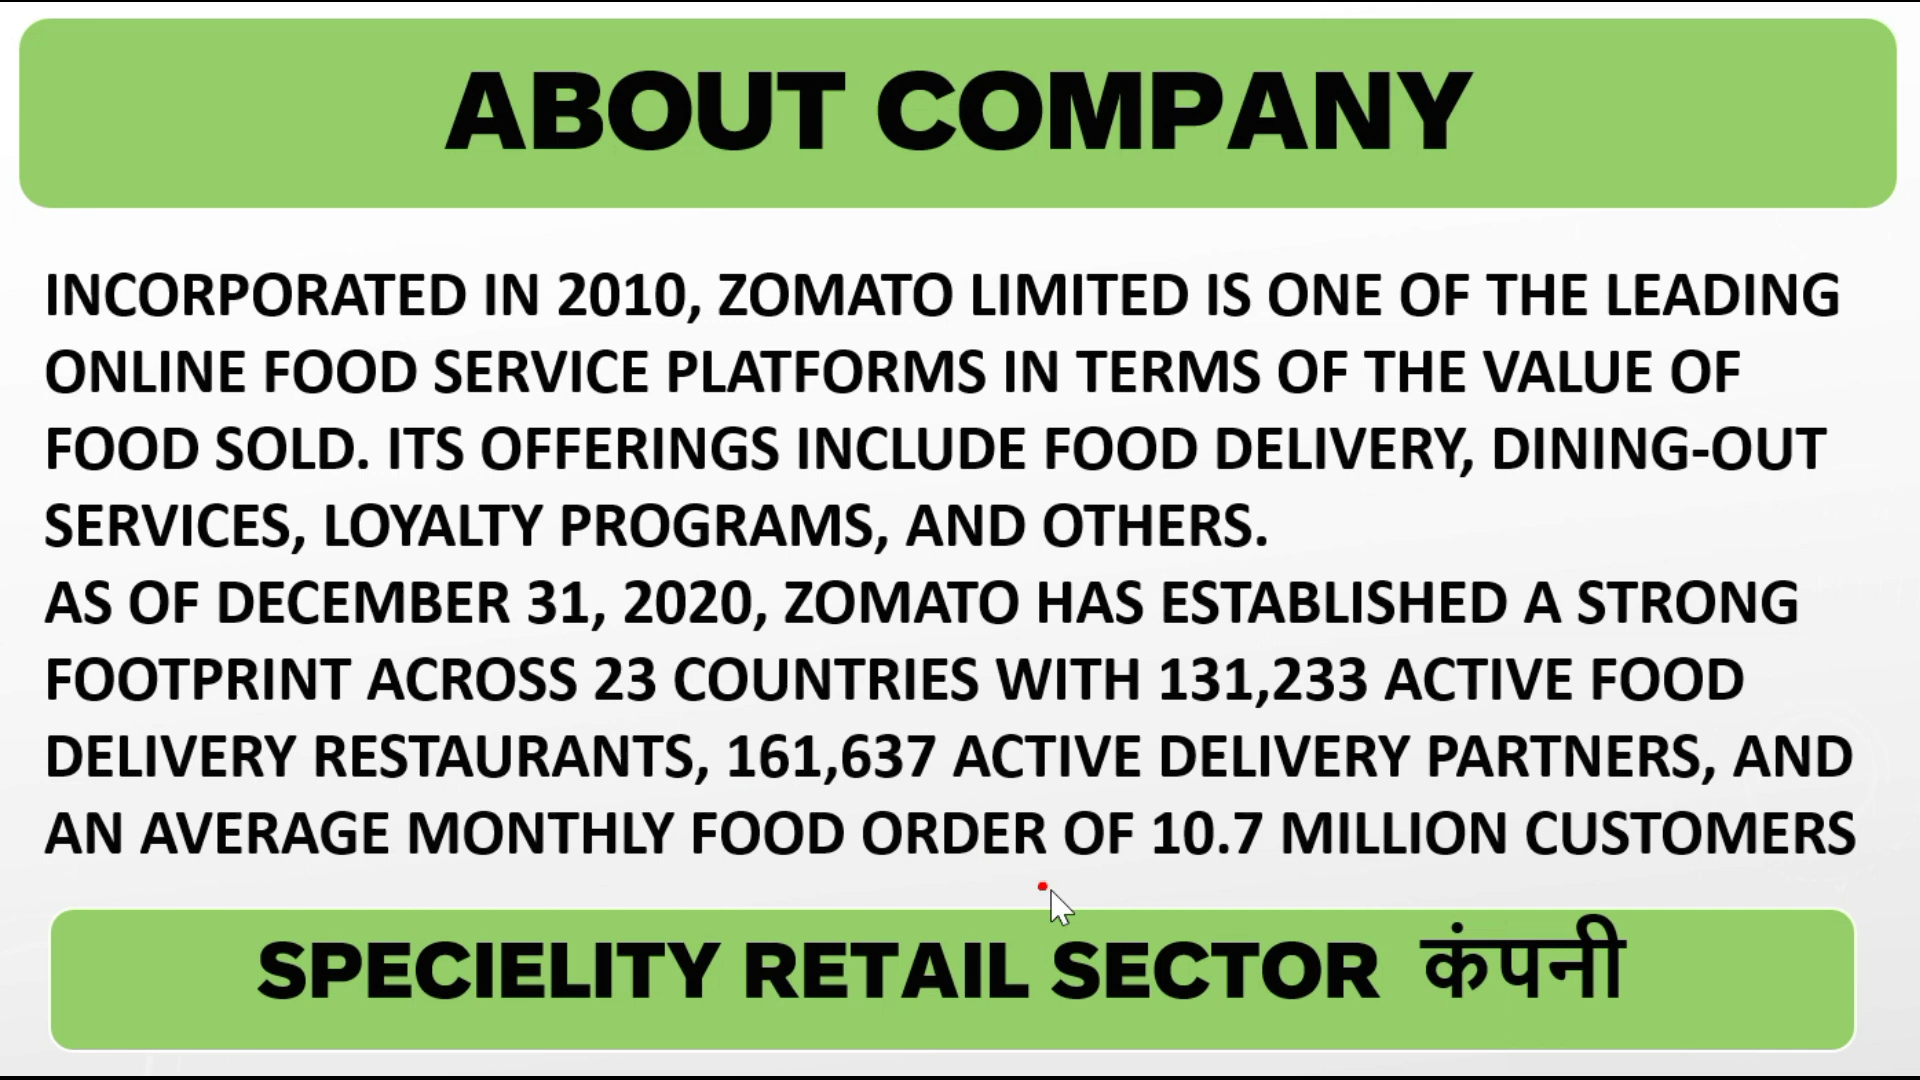 ABOUT COMPANY
INCORPORATED IN 2010, ZOMATO LIMITED IS ONE OF THE LEADING
ONLINE FOOD SERVICE PLATFORMS IN TERMS OF THE VALUE OF
FOOD SOLD. ITS OFFERINGS INCLUDE FOOD DELIVERY, DINING-OUT
SERVICES, LOYALTY PROGRAMS, AND OTHERS.
AS OF DECEMBER 31, 2020, ZOMATO HAS ESTABLISHED A STRONG
FOOTPRINT ACROSS 23 COUNTRIES WITH 131,233 ACTIVE FOOD
DELIVERY RESTAURANTS, 161,637 ACTIVE DELIVERY PARTNERS, AND
AN AVERAGE MONTHLY FOOD ORDER OF 10.7 MILLION CUSTOMERS
SPECIELITY RETAIL SECTOR कंपनी